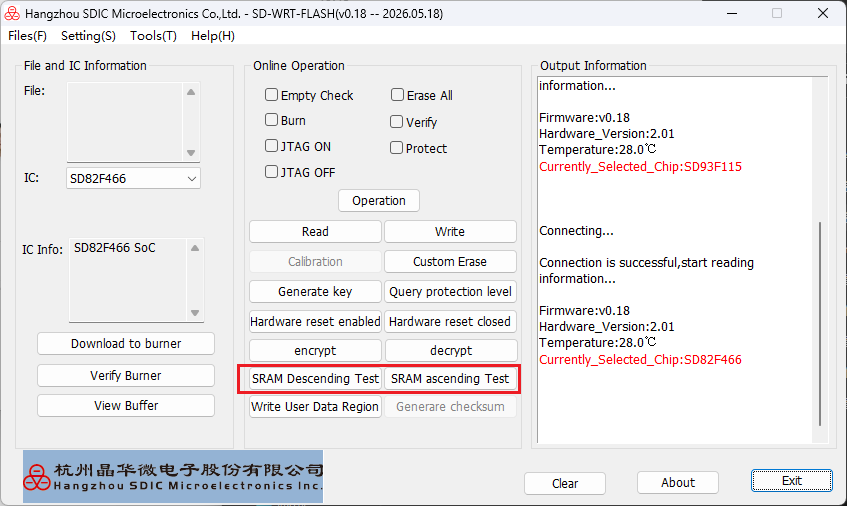 Hangzhou SDIC Microelectronics Co.,Ltd. - SD-WRT-FLASH(v0.18 -- 2026.05.18)
Files(F) Setting(S) Tools(T) Help(H)
File and IC Information
File:
IC:
SD82F466
IC Info:
SD82F466 SoC
Download to burner
Verify Burner
View Buffer
Online Operation
Empty Check
Erase All
Burn
Verify
JTAG ON
Protect
JTAG OFF
Operation
Read
Write
Calibration
Custom Erase
Generate key
Query protection level
Hardware reset enabled
Hardware reset closed
encrypt
decrypt
SRAM Descending Test
SRAM ascending Test
Write User Data Region
Generare checksum
Output Information
information...
Firmware:v0.18
Hardware_Version:2.01
Temperature:28.0℃
Currently_Selected_Chip:SD93F115
Connecting...
Connection is successful,start reading
information...
Firmware:v0.18
Hardware_Version:2.01
Temperature:28.0℃
Currently_Selected_Chip:SD82F466
杭州晶华微电子股份有限公司
Hangzhou SDIC Microelectronics Inc.
Clear
About
Exit